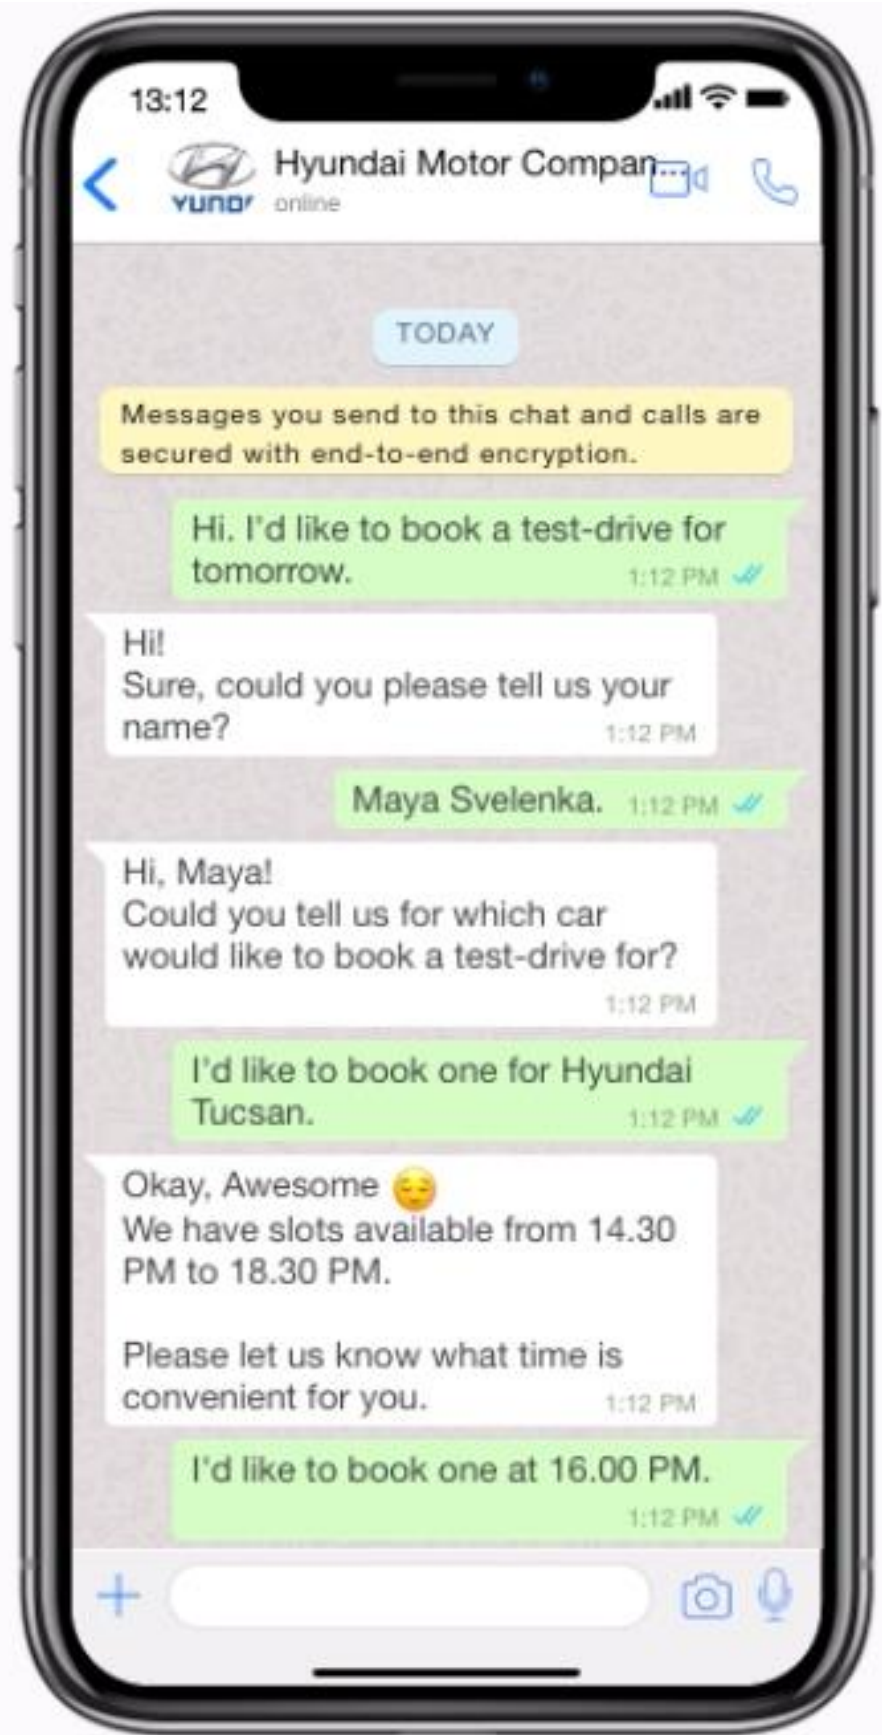 13:12
Hyundai Motor Compan...
YUND
online
TODAY
Messages you send to this chat and calls are
secured with end-to-end encryption.
Hi. I'd like to book a test-drive for
tomorrow.
1:12 PM
Hi!
Sure, could you please tell us your
name?
1:12 PM
Maya Svelenka.
1:12 PM
Hi, Maya!
Could you tell us for which car
would like to book a test-drive for?
1:12 PM
I'd like to book one for Hyundai
Tucsan.
1:12 PM
Okay, Awesome 😌
We have slots available from 14.30
PM to 18.30 PM.
Please let us know what time is
convenient for you.
1:12 PM
I'd like to book one at 16.00 PM.
1:12 PM